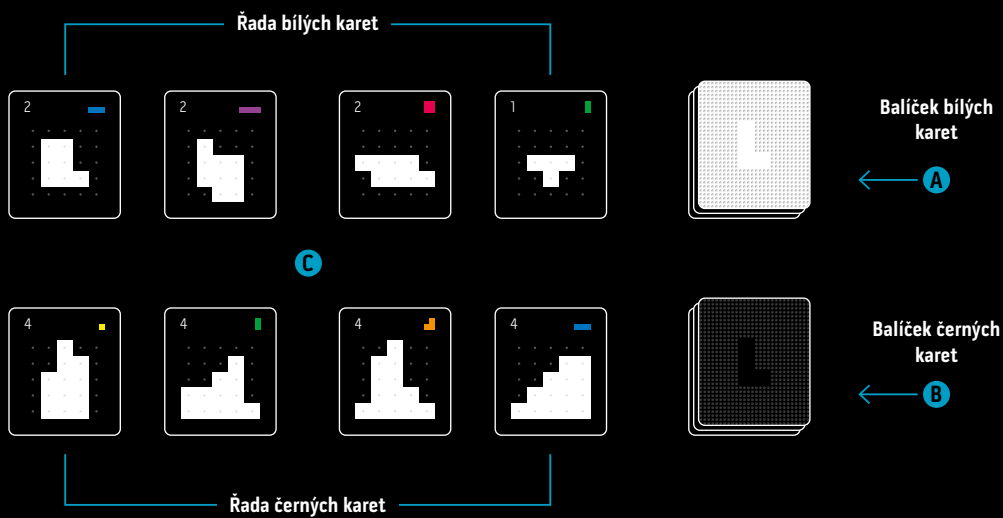 Řada bílých karet
2
2
2
1
Balíček bílých
karet
A
C
4
4
4
4
Balíček černých
karet
B
Řada černých karet